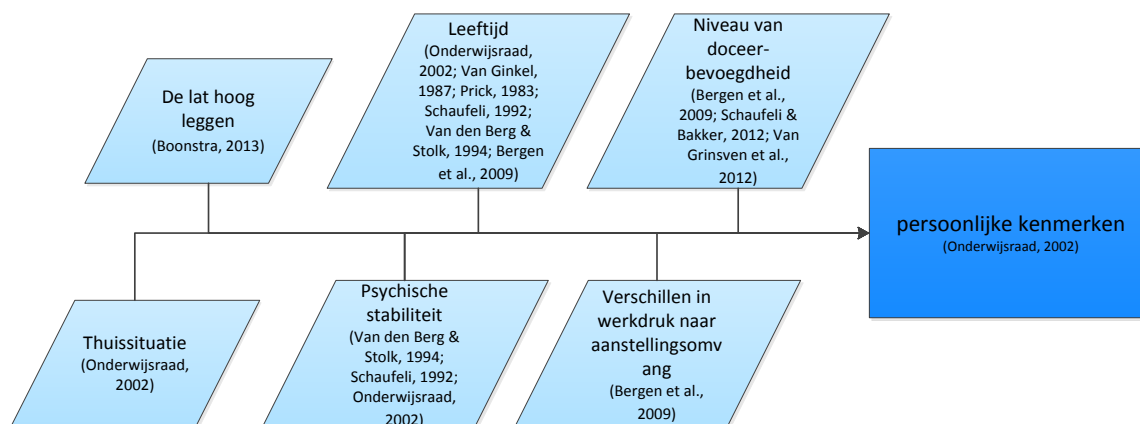 De lat hoog
leggen
(Boonstra, 2013)
Leeftijd
(Onderwijsraad,
2002; Van Ginkel,
1987; Prick, 1983;
Schaufeli, 1992;
Van den Berg &
Stolk, 1994; Bergen
et al., 2009)
Niveau van
doceer-
bevoegdheid
(Bergen et al.,
2009; Schaufeli &
Bakker, 2012; Van
Grinsven et al.,
2012)
persoonlijke kenmerken
(Onderwijsraad, 2002)
Thuissituatie
(Onderwijsraad,
2002)
Psychische
stabiliteit
(Van den Berg &
Stolk, 1994;
Schaufeli, 1992;
Onderwijsraad,
2002)
Verschillen in
werkdruk naar
aanstellingsomv
ang
(Bergen et al.,
2009)